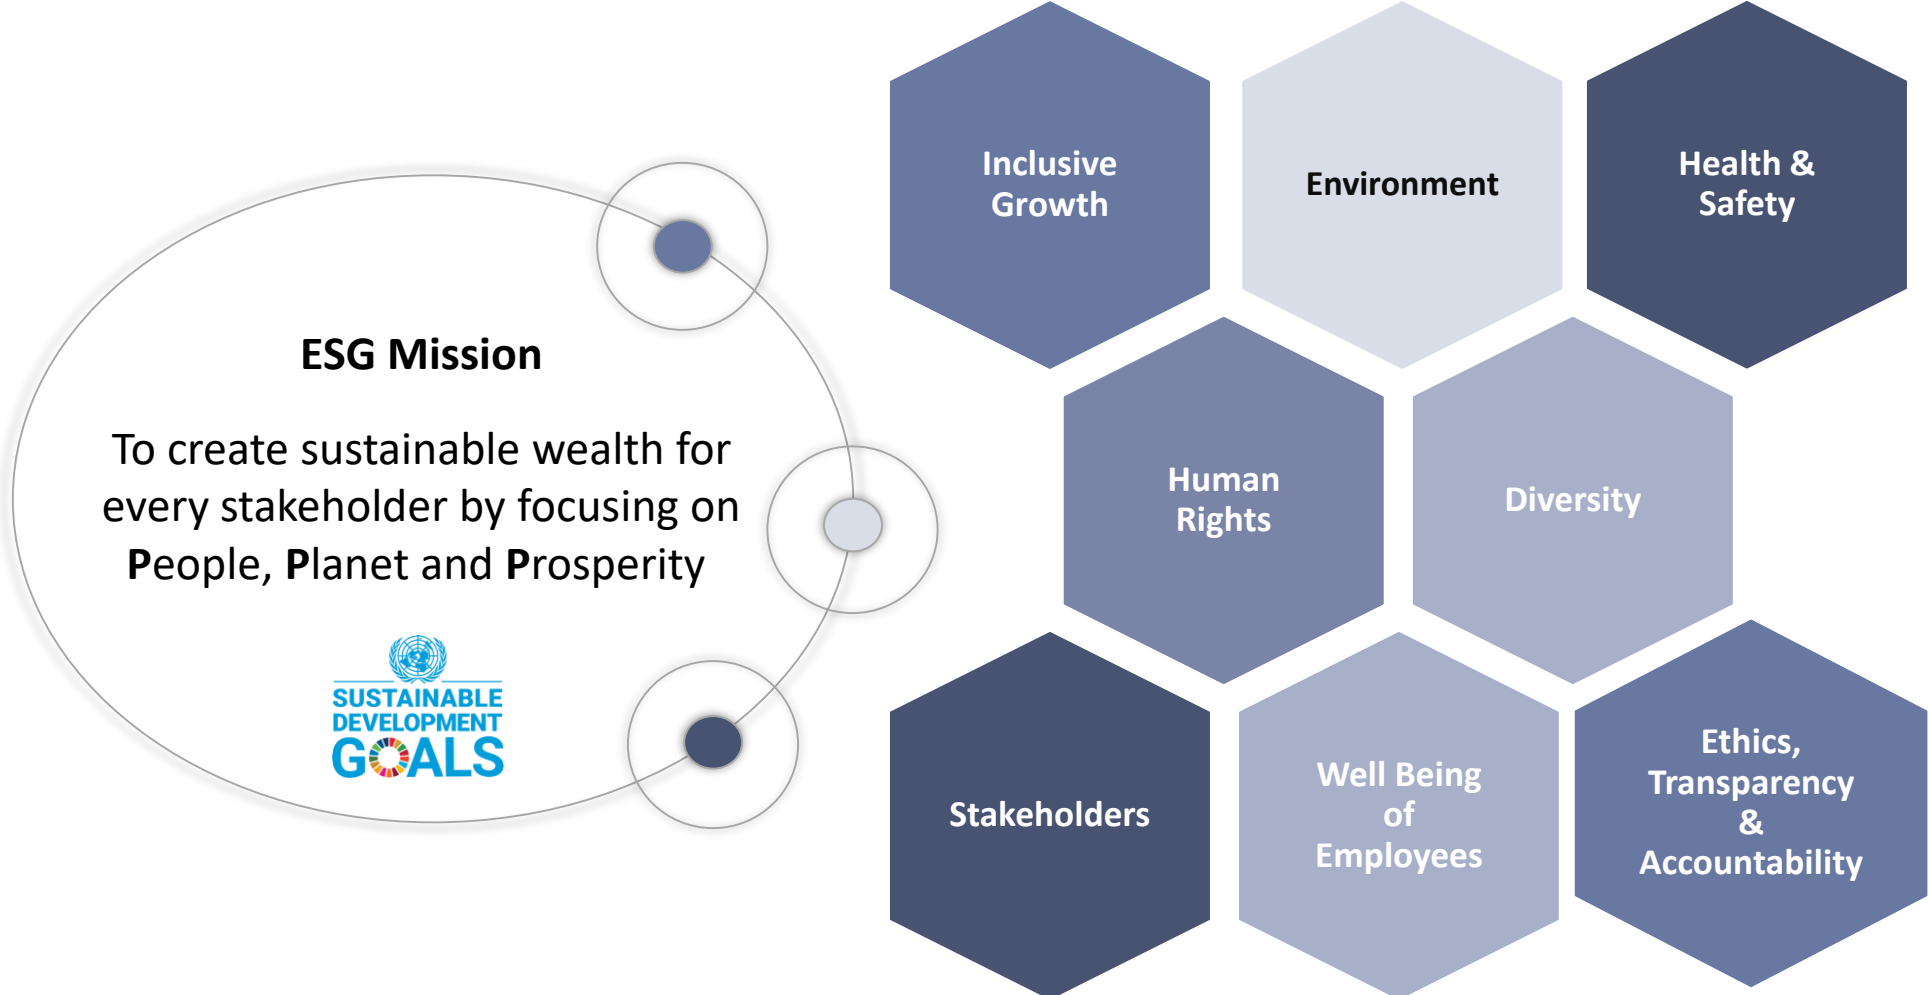 ESG Mission
To create sustainable wealth for
every stakeholder by focusing on
People, Planet and Prosperity
SUSTAINABLE
DEVELOPMENT
GOALS
Inclusive
Growth
Environment
Health &
Safety
Human
Rights
Diversity
Stakeholders
Well Being
of
Employees
Ethics,
Transparency
&
Accountability